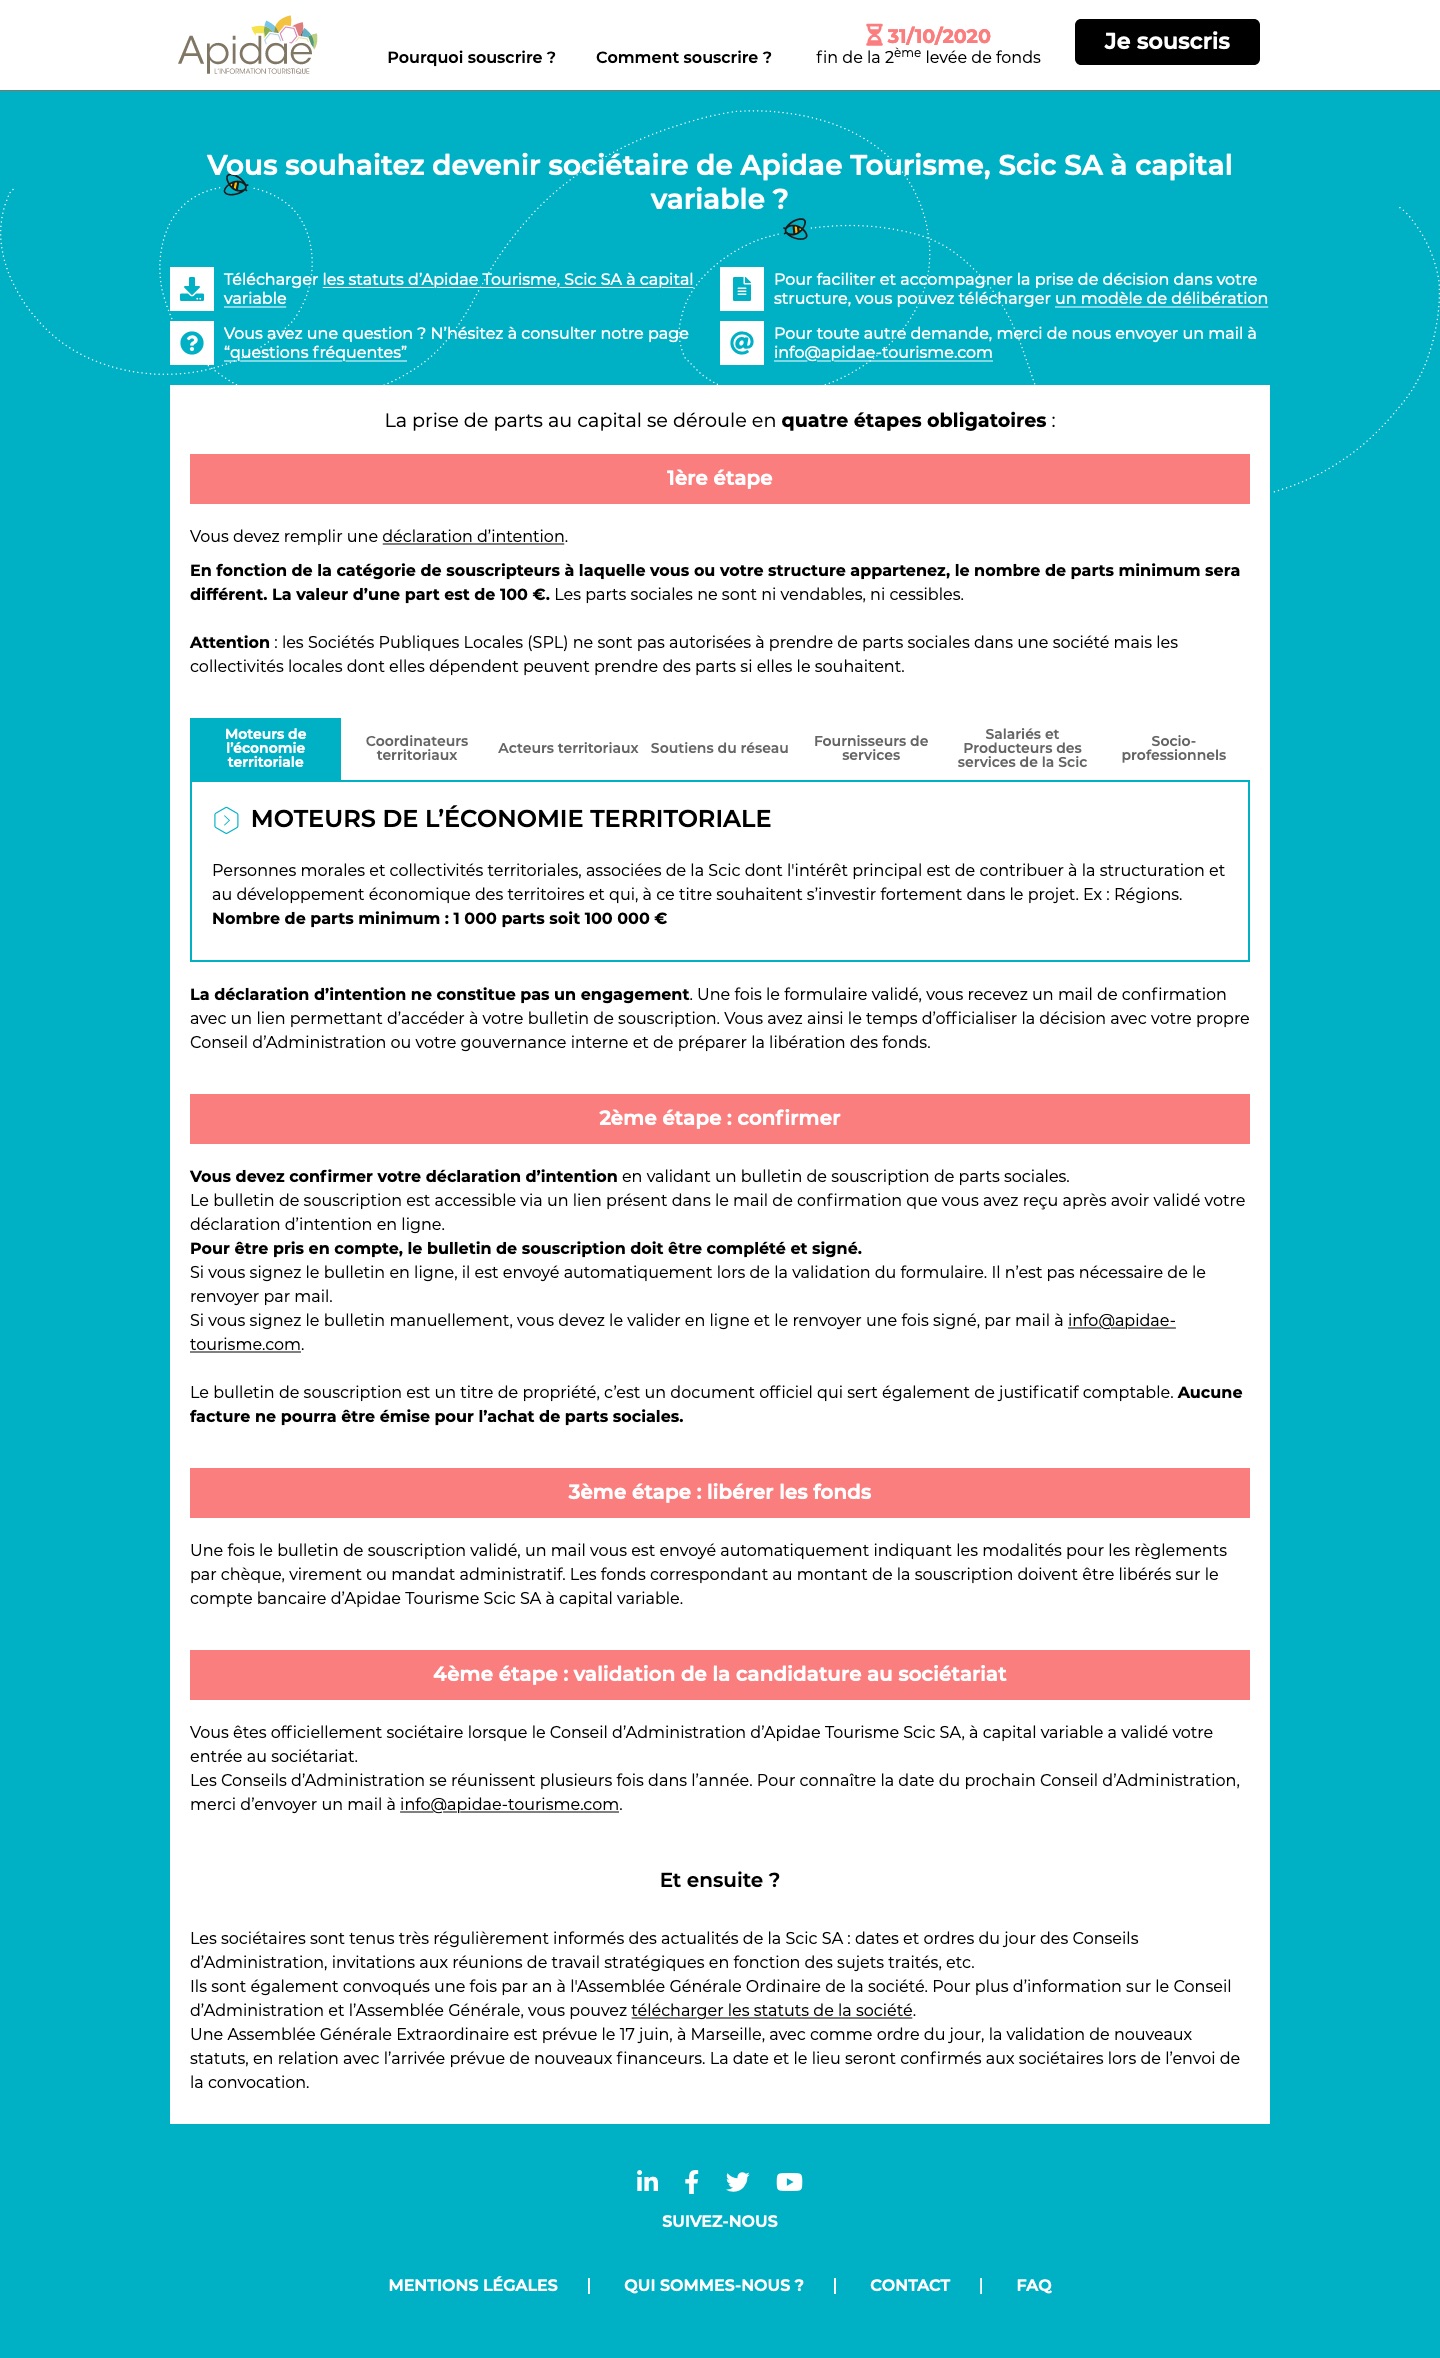 Apidae
L'INFORMATION TOURISTIQUE
Pourquoi souscrire ?
Comment souscrire ?
31/10/2020
fin de la 2ème levée de fonds
Je souscris
Vous souhaitez devenir sociétaire de Apidae Tourisme, Scic SA à capital
variable ?
Télécharger les statuts d’Apidae Tourisme, Scic SA à capital
variable
Pour faciliter et accompagner la prise de décision dans votre
structure, vous pouvez télécharger un modèle de délibération
Vous avez une question ? N’hésitez à consulter notre page
“questions fréquentes”
Pour toute autre demande, merci de nous envoyer un mail à
info@apidae-tourisme.com
La prise de parts au capital se déroule en quatre étapes obligatoires :
1ère étape
Vous devez remplir une déclaration d’intention.
En fonction de la catégorie de souscripteurs à laquelle vous ou votre structure appartenez, le nombre de parts minimum sera
différent. La valeur d’une part est de 100 €. Les parts sociales ne sont ni vendables, ni cessibles.
Attention : les Sociétés Publiques Locales (SPL) ne sont pas autorisées à prendre de parts sociales dans une société mais les
collectivités locales dont elles dépendent peuvent prendre des parts si elles le souhaitent.
Moteurs de
l’économie
territoriale
Coordinateurs
territoriaux
Acteurs territoriaux
Soutiens du réseau
Fournisseurs de
services
Salariés et
Producteurs des
services de la Scic
Socio-
professionnels
MOTEURS DE L’ÉCONOMIE TERRITORIALE
Personnes morales et collectivités territoriales, associées de la Scic dont l'intérêt principal est de contribuer à la structuration et
au développement économique des territoires et qui, à ce titre souhaitent s’investir fortement dans le projet. Ex : Régions.
Nombre de parts minimum : 1 000 parts soit 100 000 €
La déclaration d’intention ne constitue pas un engagement. Une fois le formulaire validé, vous recevez un mail de confirmation
avec un lien permettant d’accéder à votre bulletin de souscription. Vous avez ainsi le temps d’officialiser la décision avec votre propre
Conseil d’Administration ou votre gouvernance interne et de préparer la libération des fonds.
2ème étape : confirmer
Vous devez confirmer votre déclaration d’intention en validant un bulletin de souscription de parts sociales.
Le bulletin de souscription est accessible via un lien présent dans le mail de confirmation que vous avez reçu après avoir validé votre
déclaration d’intention en ligne.
Pour être pris en compte, le bulletin de souscription doit être complété et signé.
Si vous signez le bulletin en ligne, il est envoyé automatiquement lors de la validation du formulaire. Il n’est pas nécessaire de le
renvoyer par mail.
Si vous signez le bulletin manuellement, vous devez le valider en ligne et le renvoyer une fois signé, par mail à info@apidae-
tourisme.com.
Le bulletin de souscription est un titre de propriété, c’est un document officiel qui sert également de justificatif comptable. Aucune
facture ne pourra être émise pour l’achat de parts sociales.
3ème étape : libérer les fonds
Une fois le bulletin de souscription validé, un mail vous est envoyé automatiquement indiquant les modalités pour les règlements
par chèque, virement ou mandat administratif. Les fonds correspondant au montant de la souscription doivent être libérés sur le
compte bancaire d’Apidae Tourisme Scic SA à capital variable.
4ème étape : validation de la candidature au sociétariat
Vous êtes officiellement sociétaire lorsque le Conseil d’Administration d’Apidae Tourisme Scic SA, à capital variable a validé votre
entrée au sociétariat.
Les Conseils d’Administration se réunissent plusieurs fois dans l’année. Pour connaître la date du prochain Conseil d’Administration,
merci d’envoyer un mail à info@apidae-tourisme.com.
Et ensuite ?
Les sociétaires sont tenus très régulièrement informés des actualités de la Scic SA : dates et ordres du jour des Conseils
d’Administration, invitations aux réunions de travail stratégiques en fonction des sujets traités, etc.
Ils sont également convoqués une fois par an à l'Assemblée Générale Ordinaire de la société. Pour plus d’information sur le Conseil
d’Administration et l’Assemblée Générale, vous pouvez télécharger les statuts de la société.
Une Assemblée Générale Extraordinaire est prévue le 17 juin, à Marseille, avec comme ordre du jour, la validation de nouveaux
statuts, en relation avec l’arrivée prévue de nouveaux financeurs. La date et le lieu seront confirmés aux sociétaires lors de l’envoi de
la convocation.
SUIVEZ-NOUS
MENTIONS LÉGALES | QUI SOMMES-NOUS ? | CONTACT | FAQ